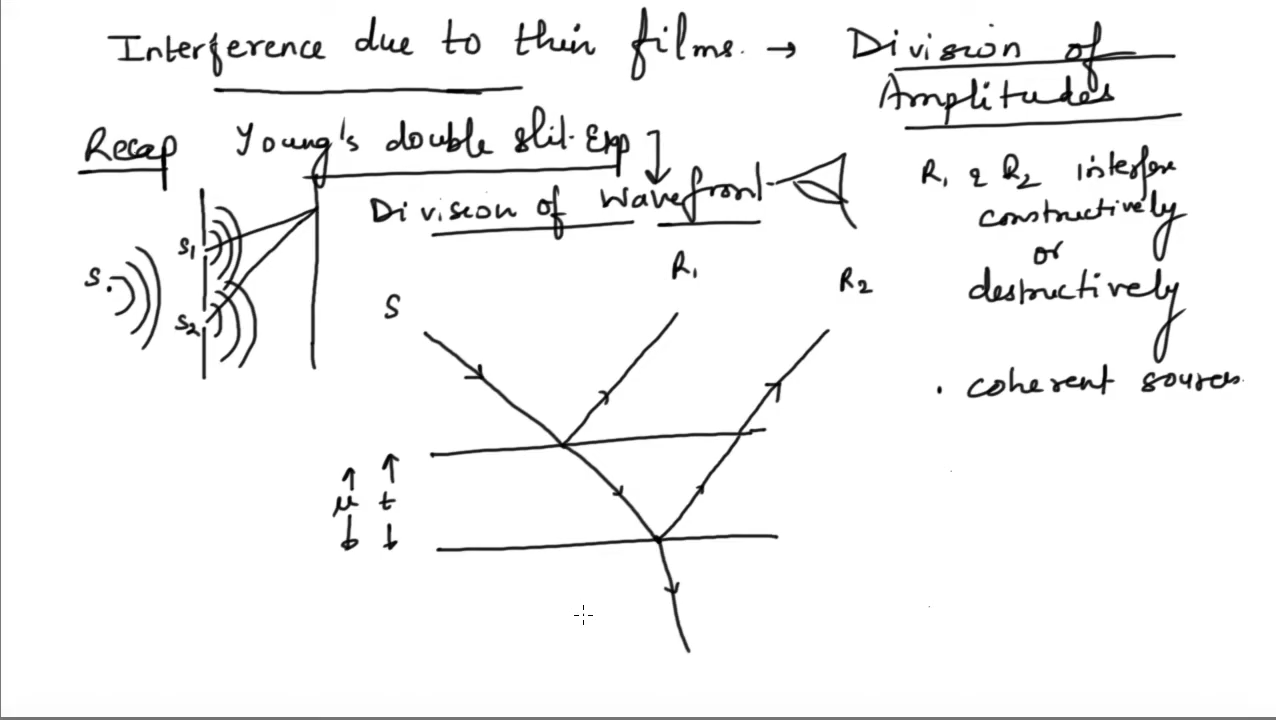 Interference due to thin films. → Division of
Amplitudes
Recap Young's double slit Exp
Division of Wavefront
R1 & R2 interfere
constructively
or
destructively
S1
S.
S2
S
R1
R2
. coherent sources
μ t